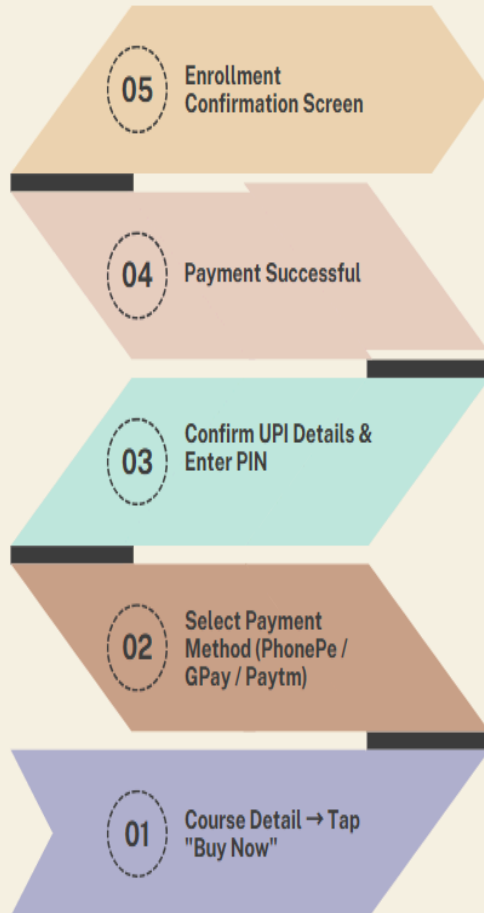 05
Enrollment
Confirmation Screen
04
Payment Successful
03
Confirm UPI Details &
Enter PIN
02
Select Payment
Method (PhonePe /
GPay / Paytm)
01
Course Detail → Tap
"Buy Now"